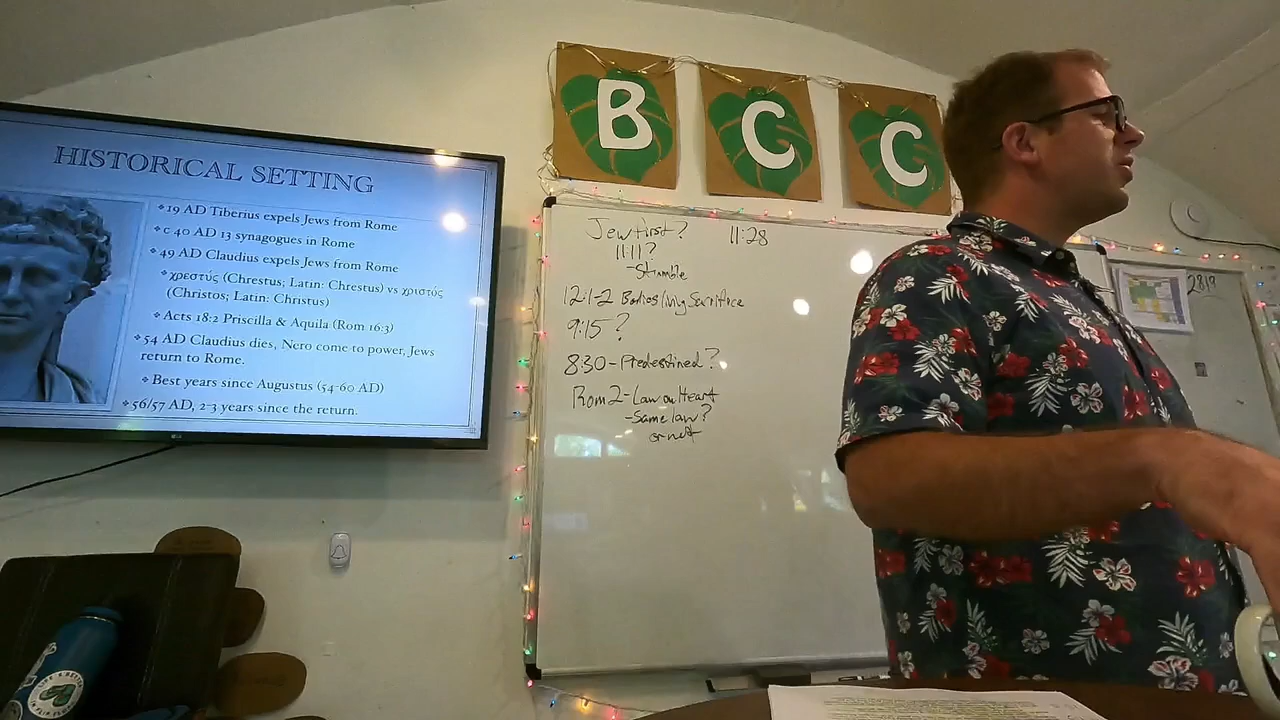 B C C
HISTORICAL SETTING
19 AD Tiberius expels Jews from Rome
c 40 AD 13 synagogues in Rome
49 AD Claudius expels Jews from Rome
χρεστύς (Chrestus; Latin: Chrestus) vs χριστός
(Christos; Latin: Christus)
Acts 18:2 Priscilla & Aquila (Rom 16:3)
54 AD Claudius dies, Nero come to power, Jews
return to Rome.
Best years since Augustus (54-60 AD)
56/57 AD, 2-3 years since the return.
LG
Jew first? 11:28
11:11?
-Stumble
12:1-2 Bodies living Sacrifice
9:15?
8:30-Predestined?
Rom 2-Law on Heart
-Same law?
or not
2819